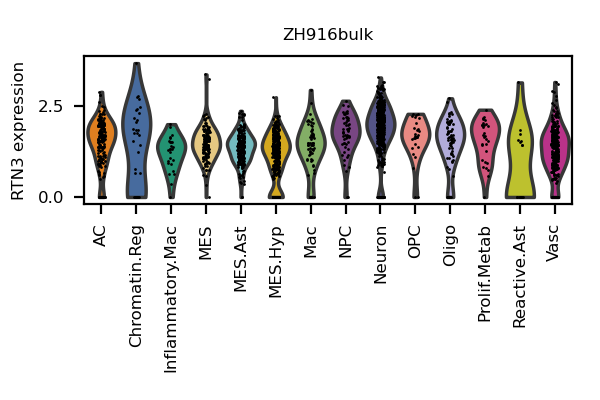 ZH916bulk
RTN3 expression
2.5
0.0
AC
Chromatin.Reg
Inflammatory.Mac
MES
MES.Ast
MES.Hyp
Mac
NPC
Neuron
OPC
Oligo
Prolif.Metab
Reactive.Ast
Vasc